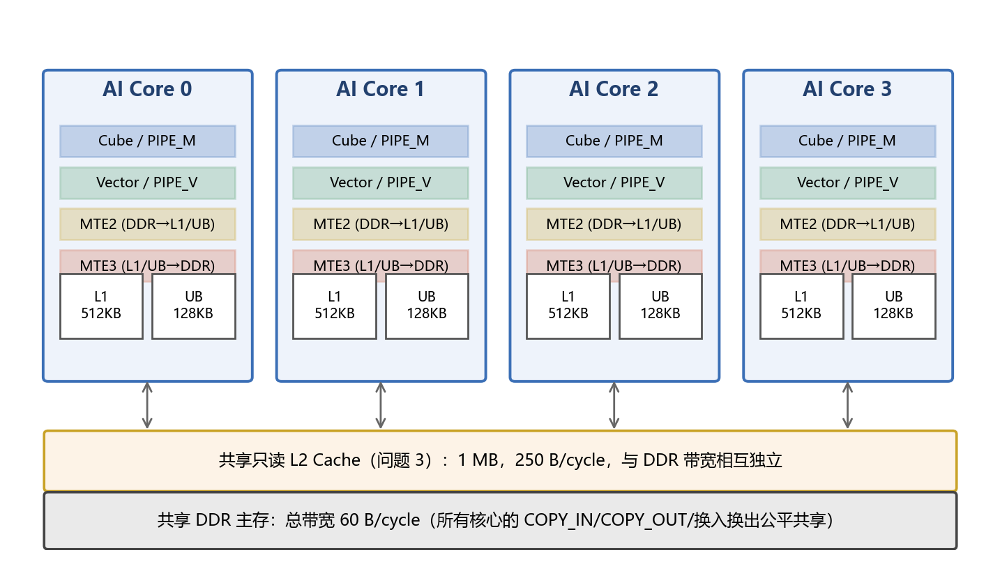 AI Core 0
Cube / PIPE_M
Vector / PIPE_V
MTE2 (DDR→L1/UB)
MTE3 (L1/UB→DDR)
L1
512KB
UB
128KB
AI Core 1
Cube / PIPE_M
Vector / PIPE_V
MTE2 (DDR→L1/UB)
MTE3 (L1/UB→DDR)
L1
512KB
UB
128KB
AI Core 2
Cube / PIPE_M
Vector / PIPE_V
MTE2 (DDR→L1/UB)
MTE3 (L1/UB→DDR)
L1
512KB
UB
128KB
AI Core 3
Cube / PIPE_M
Vector / PIPE_V
MTE2 (DDR→L1/UB)
MTE3 (L1/UB→DDR)
L1
512KB
UB
128KB
共享只读 L2 Cache（问题 3）：1 MB，250 B/cycle，与 DDR 带宽相互独立
共享 DDR 主存：总带宽 60 B/cycle（所有核心的 COPY_IN/COPY_OUT/换入换出公平共享）